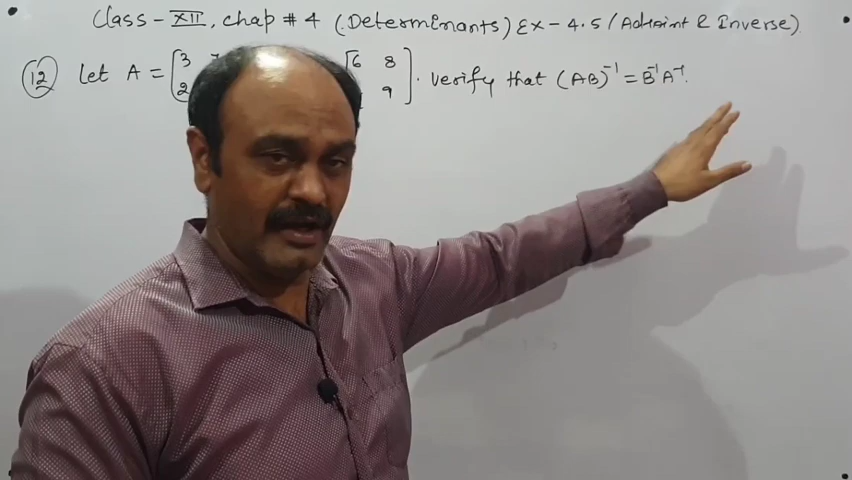 Class - XII, chap # 4 (Determinants) Ex - 4.5 (Adjoint & Inverse)
12 Let A = [3 7 [6 8 ]. verify that (AB)⁻¹ = B⁻¹A⁻¹.
2 9